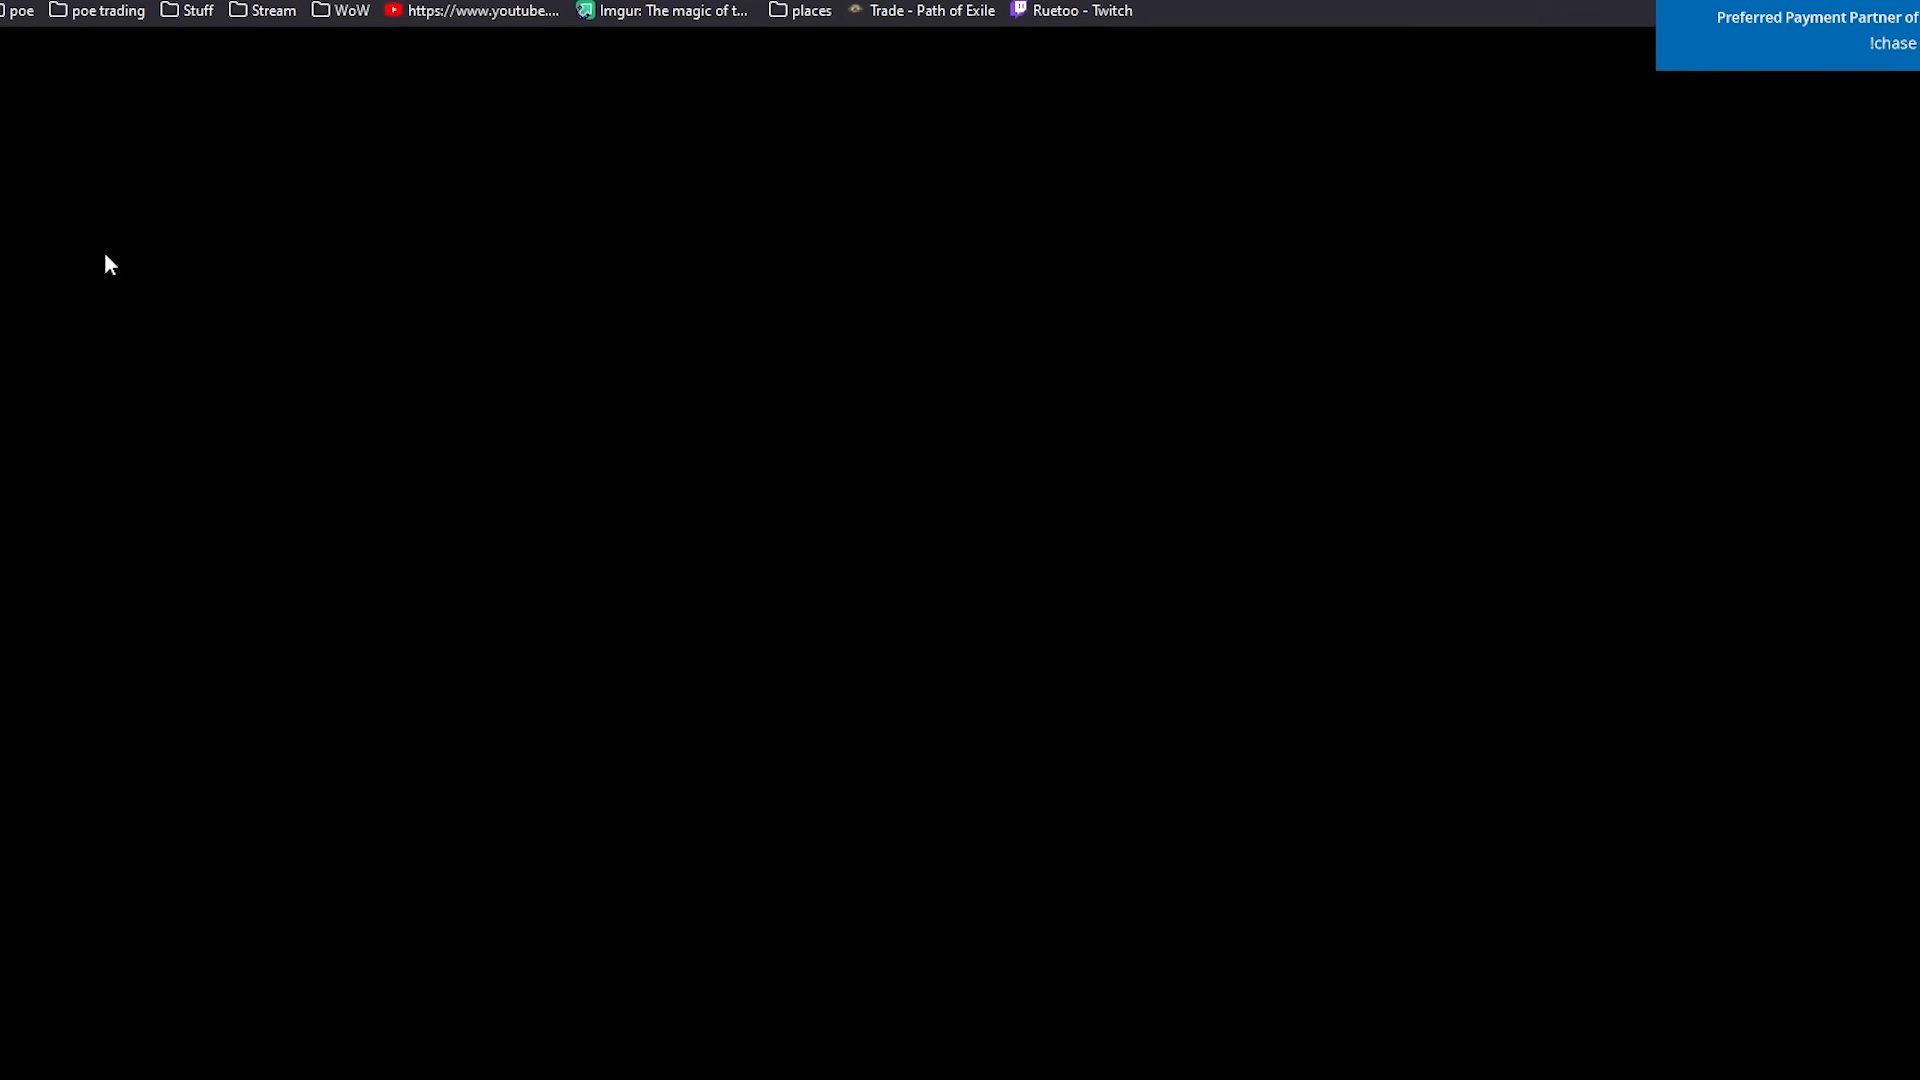 poe poe trading Stuff Stream WoW https://www.youtube.... Imgur: The magic of t... places Trade - Path of Exile Ruetoo - Twitch
Preferred Payment Partner of
!chase